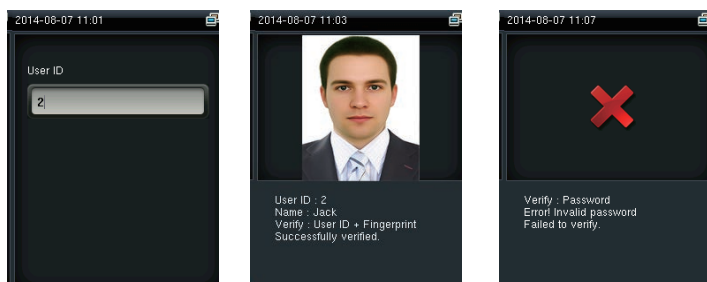 2014-08-07 11:01
User ID
2
2014-08-07 11:03
User ID : 2
Name : Jack
Verify : User ID + Fingerprint
Successfully verified.
2014-08-07 11:07
Verify : Password
Error! Invalid password
Failed to verify.